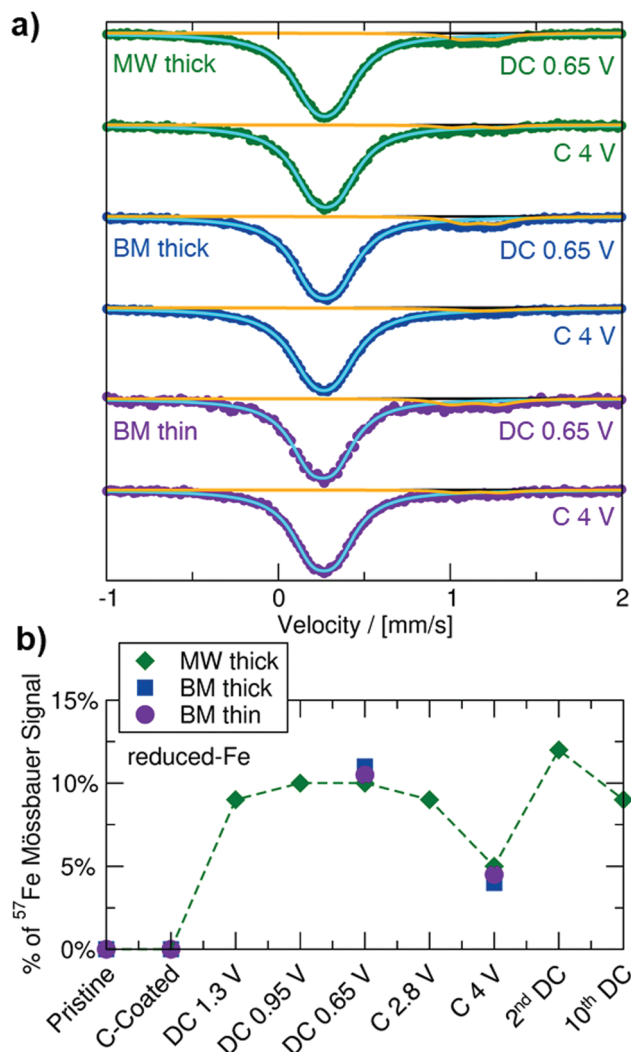 a)
MW thick
DC 0.65 V
C 4 V
BM thick
DC 0.65 V
C 4 V
BM thin
DC 0.65 V
C 4 V
-1 0 1 2
Velocity / [mm/s]
b)
MW thick
BM thick
BM thin
reduced-Fe
15%
10%
5%
0%
% of ⁵⁷Fe Mössbauer Signal
Pristine
C-Coated
DC 1.3 V
DC 0.95 V
DC 0.65 V
C 2.8 V
C 4 V
2ⁿᵈ DC
10ᵗʰ DC